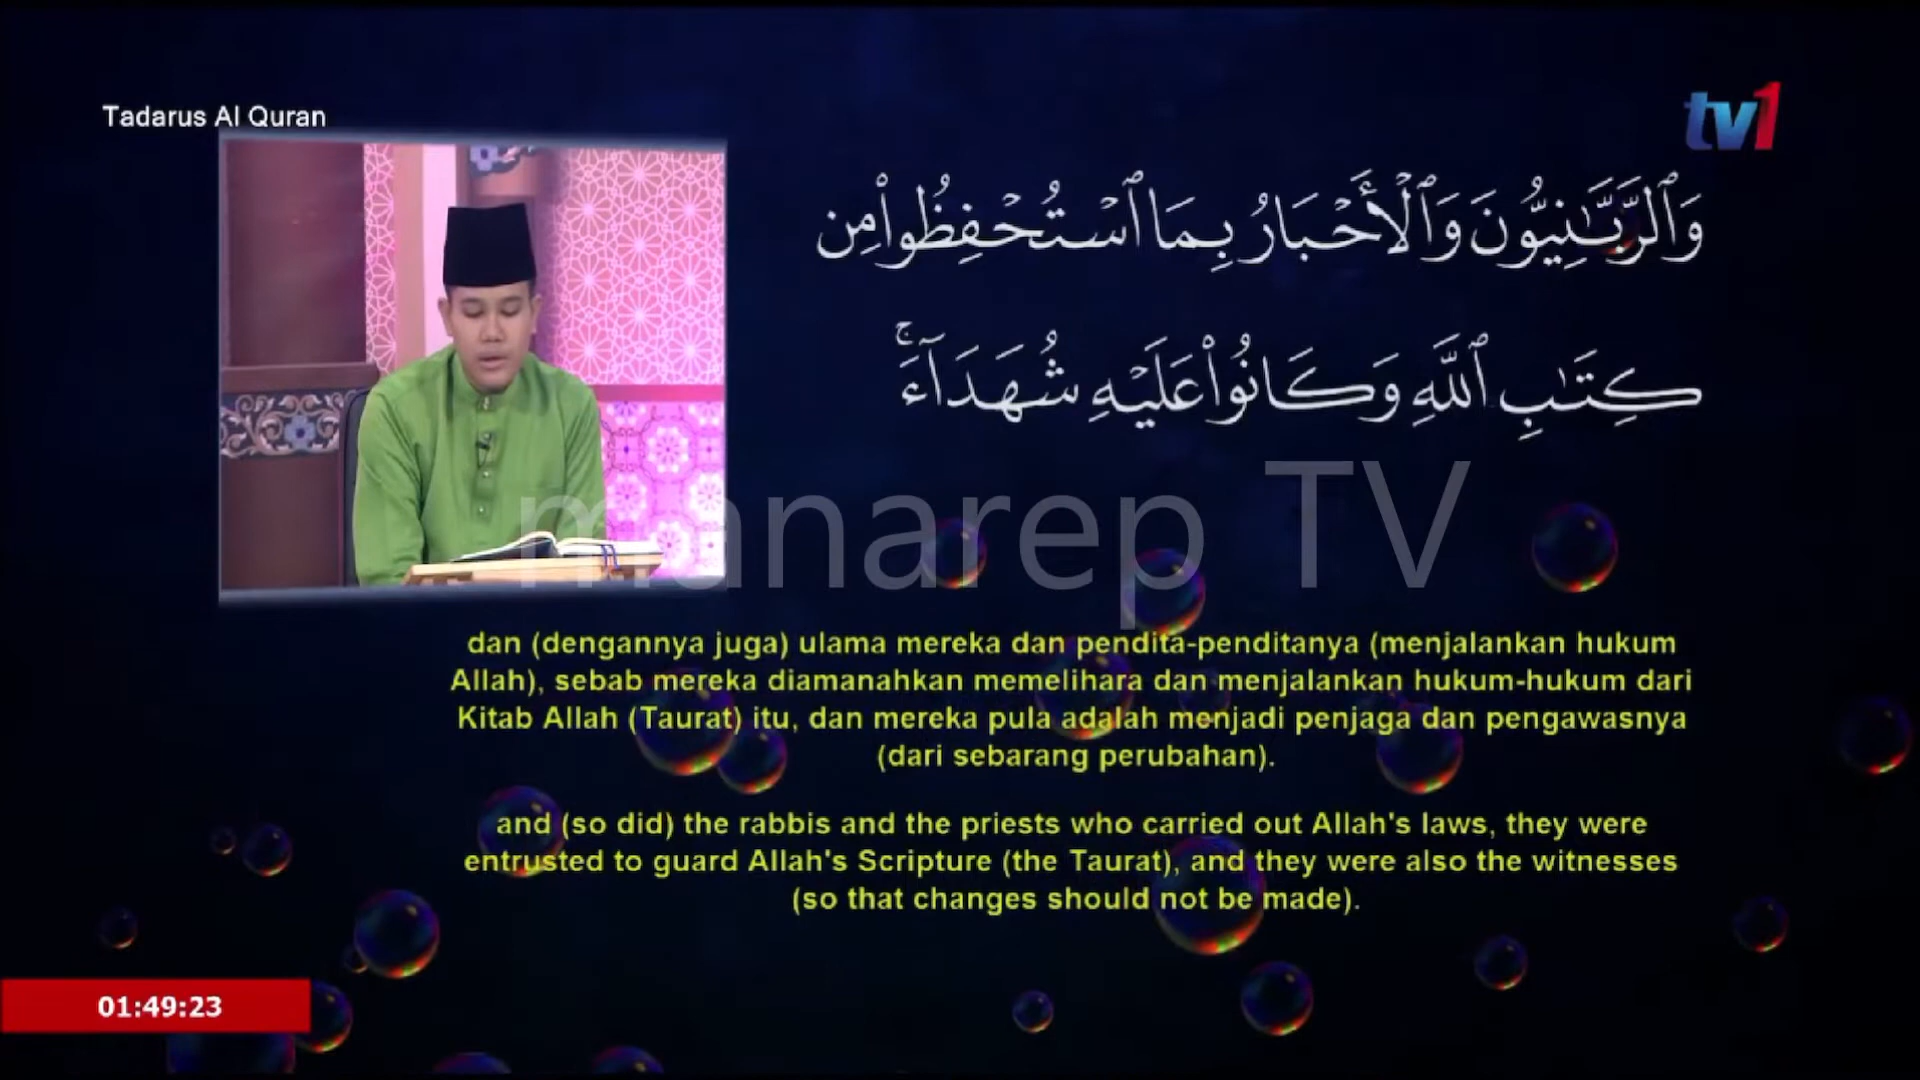 Tadarus Al Quran
tv1
وَٱلرَّبَّـٰنِيُّونَ وَٱلْأَحْبَارُ بِمَا ٱسْتُحْفِظُوا۟ مِن
كِتَـٰبِ ٱللَّهِ وَكَانُوا۟ عَلَيْهِ شُهَدَآءَ ۚ
manarep TV
dan (dengannya juga) ulama mereka dan pendita-penditanya (menjalankan hukum
Allah), sebab mereka diamanahkan memelihara dan menjalankan hukum-hukum dari
Kitab Allah (Taurat) itu, dan mereka pula adalah menjadi penjaga dan pengawasnya
(dari sebarang perubahan).
and (so did) the rabbis and the priests who carried out Allah's laws, they were
entrusted to guard Allah's Scripture (the Taurat), and they were also the witnesses
(so that changes should not be made).
01:49:23